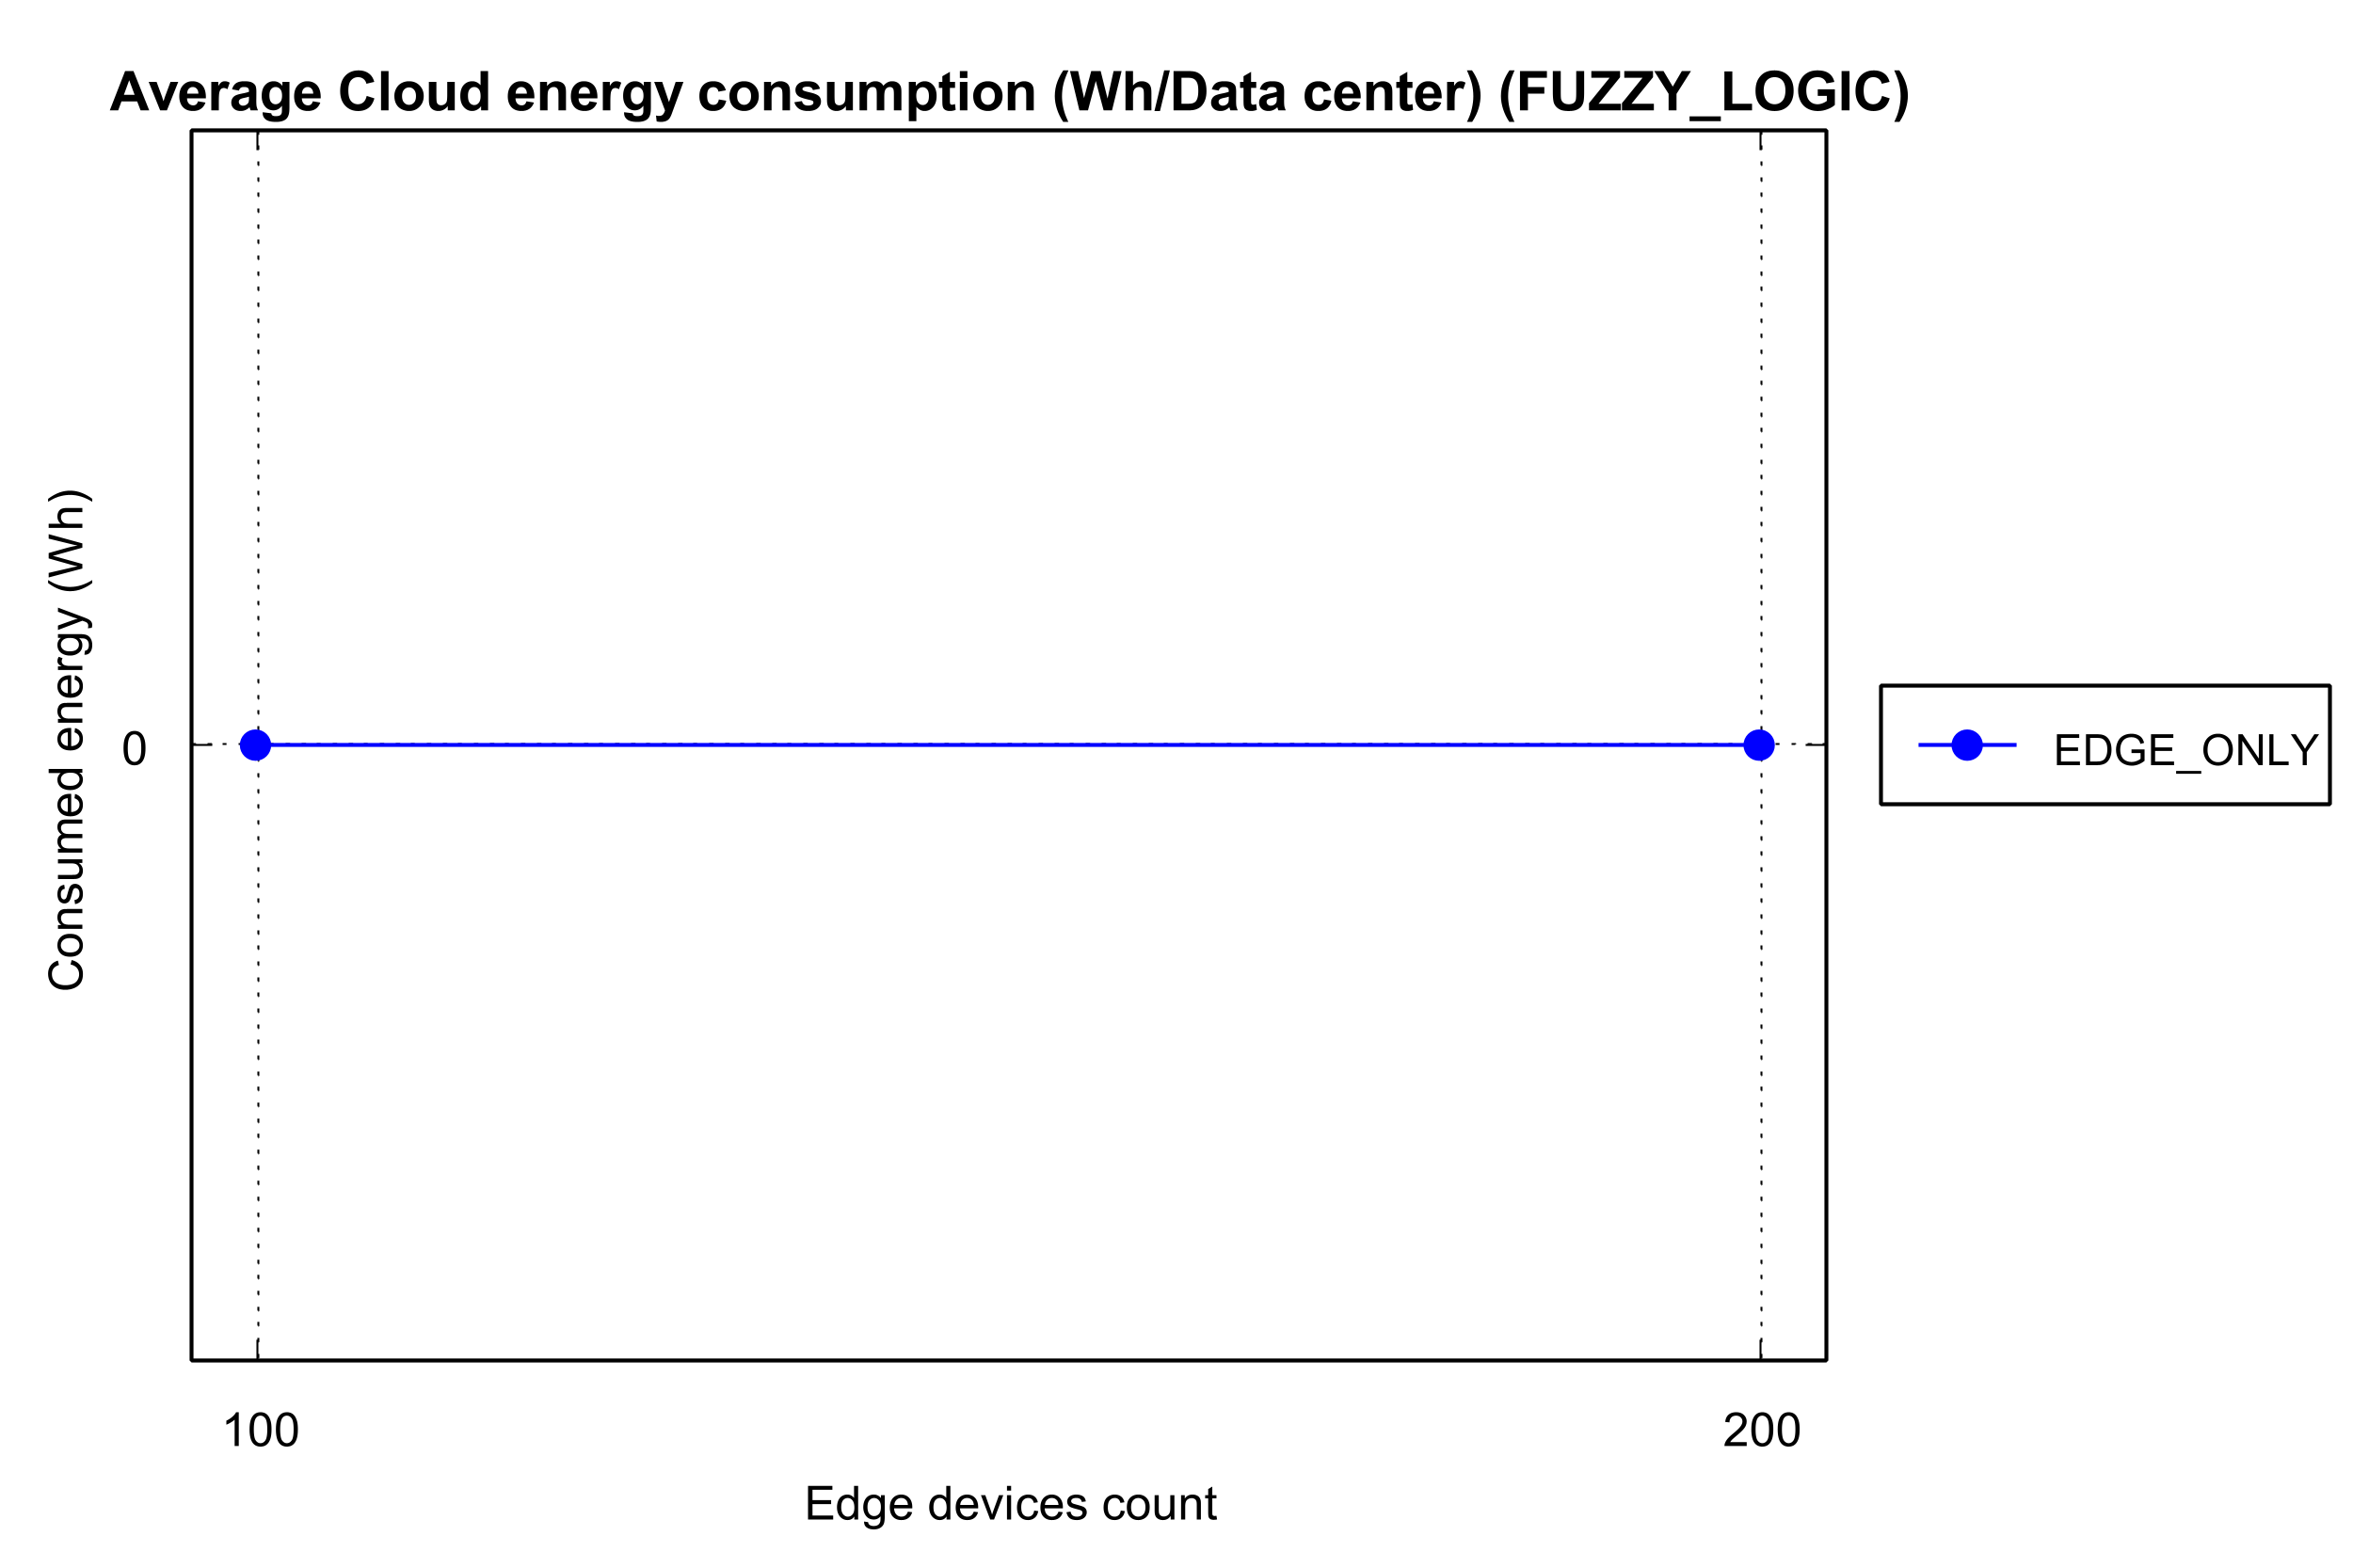 Average Cloud energy consumption (Wh/Data center) (FUZZY_LOGIC)
Consumed energy (Wh)
0
EDGE_ONLY
100
200
Edge devices count